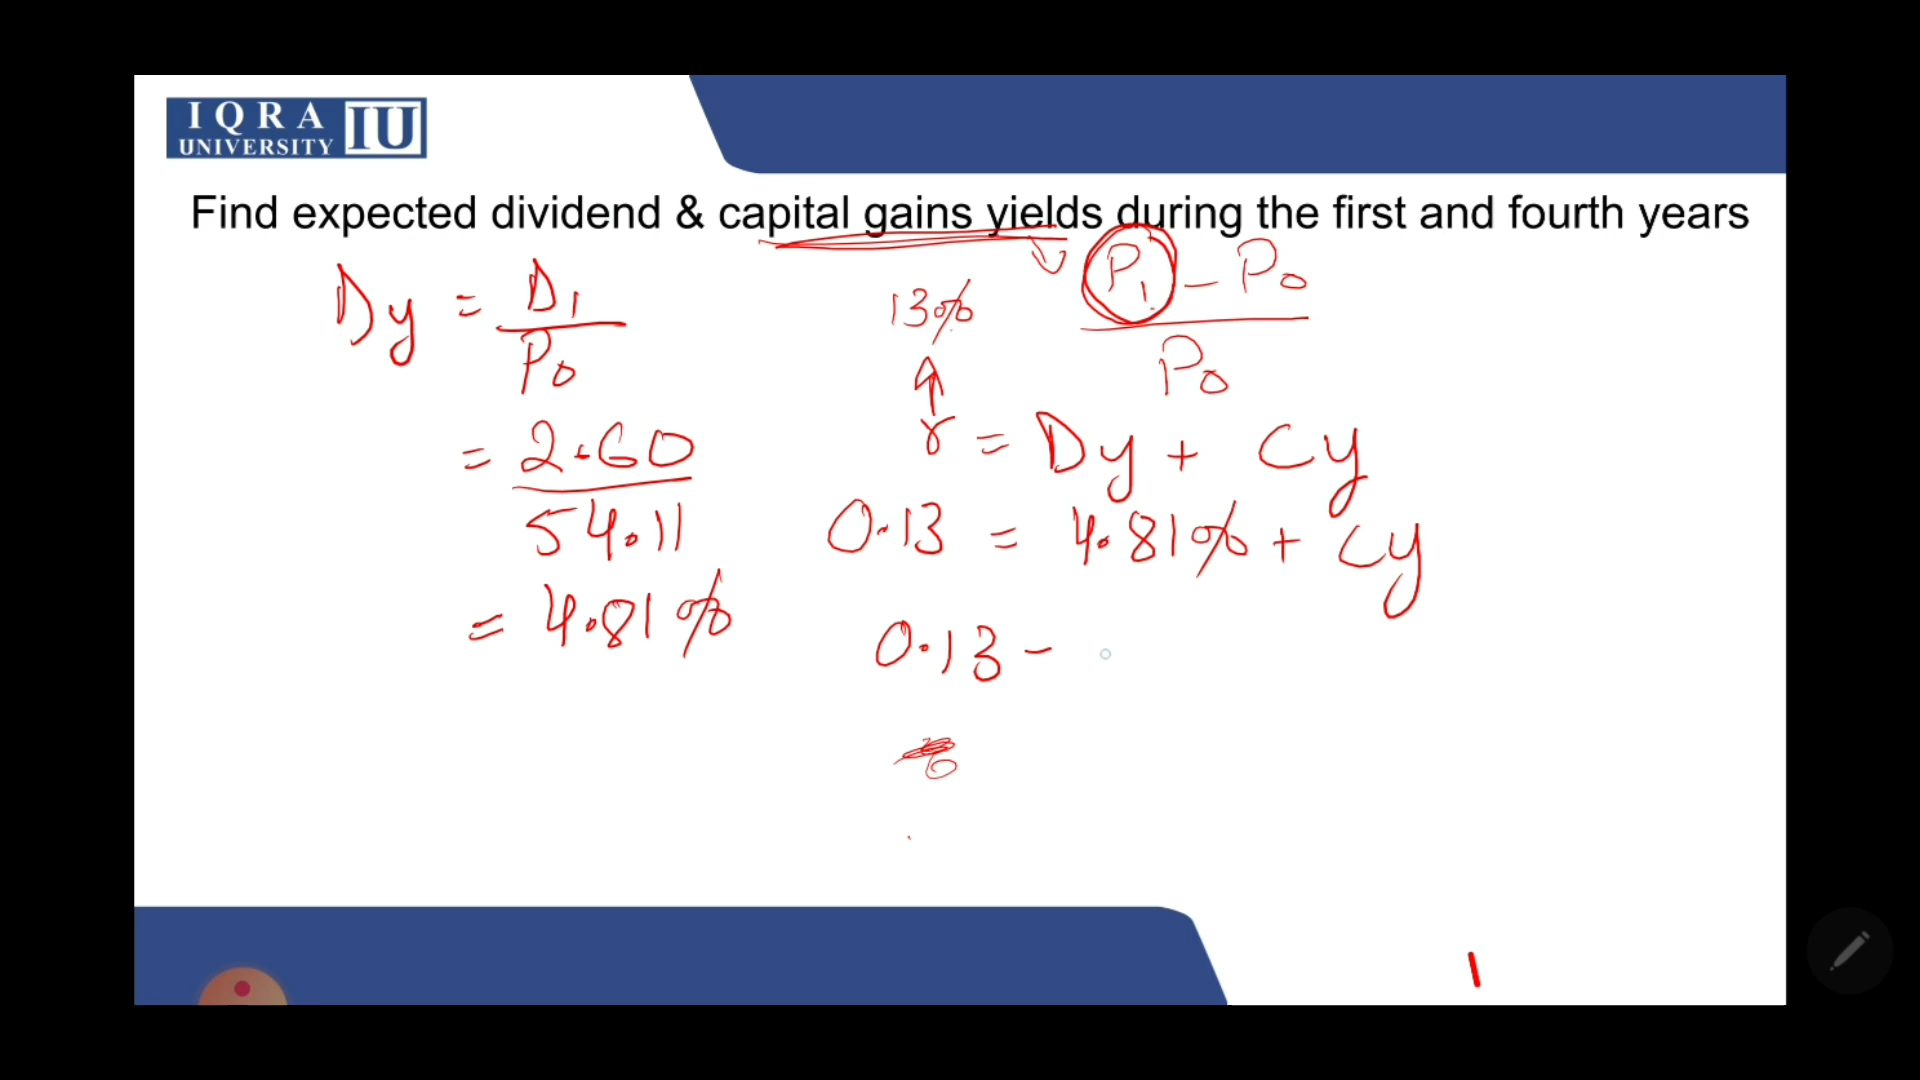 IQRA
UNIVERSITY
IU
Find expected dividend & capital gains yields during the first and fourth years
Dy = D1 / P0
= 2.60 / 54.11
= 4.81%
P1 - P0 / P0
13%
r = Dy + Cy
0.13 = 4.81% + Cy
0.13 -